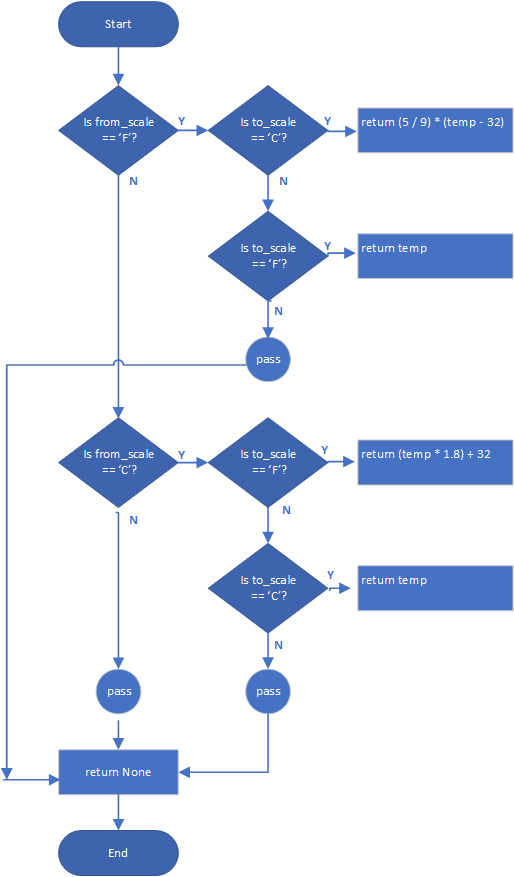 Start
Is from_scale
== ‘F’?
Y
Is to_scale
== ‘C’?
Y
return (5 / 9) * (temp - 32)
N
N
Is to_scale
== ‘F’?
Y
return temp
N
pass
Is from_scale
== ‘C’?
Y
Is to_scale
== ‘F’?
Y
return (temp * 1.8) + 32
N
N
Is to_scale
== ‘C’?
Y
return temp
N
pass
pass
return None
End